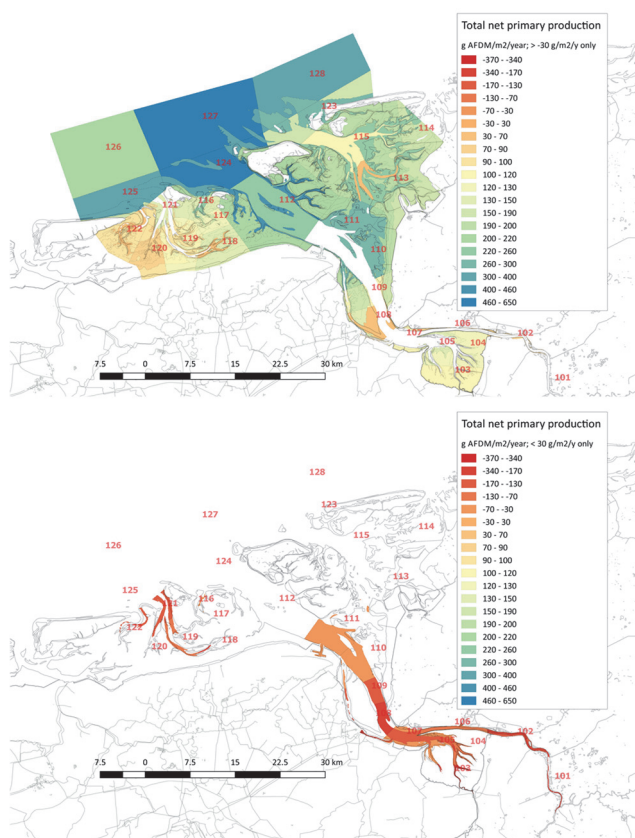 Total net primary production
g AFDM/m2/year; > -30 g/m2/y only
-370 - -340
-340 - -170
-170 - -130
-130 - -70
-70 - -30
-30 - 30
30 - 70
70 - 90
90 - 100
100 - 120
120 - 130
130 - 150
150 - 190
190 - 200
200 - 220
220 - 260
260 - 300
300 - 400
400 - 460
460 - 650
128
127
123
126
115
114
124
113
125
121
116
112
117
111
122
119
118
110
120
109
108
107
106
102
105
104
103
101
7.5 0 7.5 15 22.5 30 km
Total net primary production
g AFDM/m2/year; < 30 g/m2/y only
-370 - -340
-340 - -170
-170 - -130
-130 - -70
-70 - -30
-30 - 30
30 - 70
70 - 90
90 - 100
100 - 120
120 - 130
130 - 150
150 - 190
190 - 200
200 - 220
220 - 260
260 - 300
300 - 400
400 - 460
460 - 650
128
123
127
114
115
126
124
113
125
116
112
117
111
122
119
118
110
120
109
106
102
104
103
101
7.5 0 7.5 15 22.5 30 km